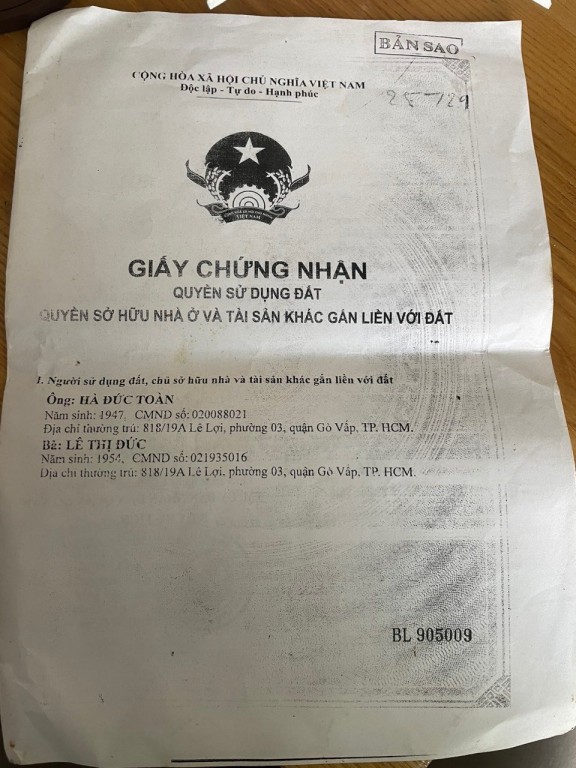 BẢN SAO
CỘNG HÒA XÃ HỘI CHỦ NGHĨA VIỆT NAM
Độc lập - Tự do - Hạnh phúc
VIỆT NAM
GIẤY CHỨNG NHẬN
QUYỀN SỬ DỤNG ĐẤT
QUYỀN SỞ HỮU NHÀ Ở VÀ TÀI SẢN KHÁC GẮN LIỀN VỚI ĐẤT
I. Người sử dụng đất, chủ sở hữu nhà và tài sản khác gắn liền với đất
Ông: HÀ ĐỨC TOÀN
Năm sinh: 1947, CMND số: 020088021
Địa chỉ thường trú: 818/19A Lê Lợi, phường 03, quận Gò Vấp, TP. HCM.
Bà: LÊ THỊ ĐỨC
Năm sinh: 1954, CMND số: 021935016
Địa chỉ thường trú: 818/19A Lê Lợi, phường 03, quận Gò Vấp, TP. HCM.
BL 905009